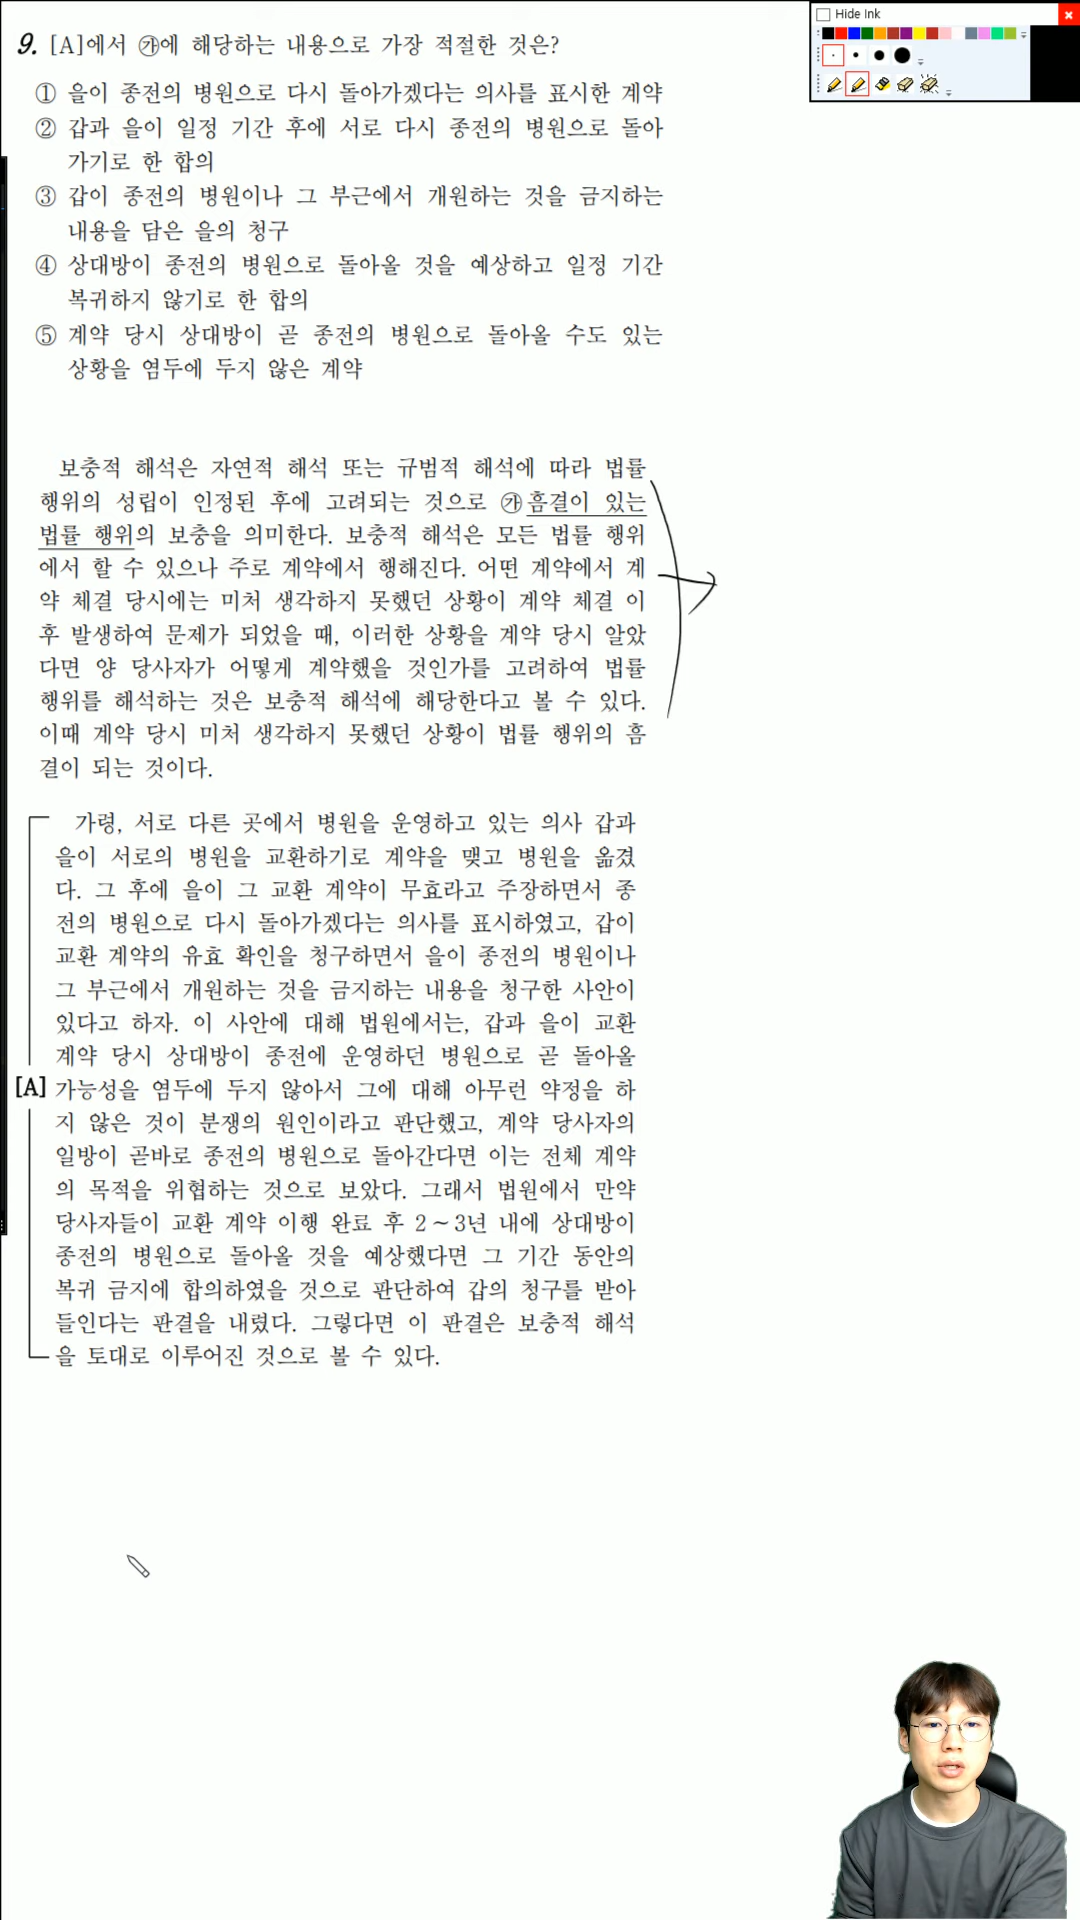 Hide Ink
9. [A]에서 ㉮에 해당하는 내용으로 가장 적절한 것은?
① 을이 종전의 병원으로 다시 돌아가겠다는 의사를 표시한 계약
② 갑과 을이 일정 기간 후에 서로 다시 종전의 병원으로 돌아
가기로 한 합의
③ 갑이 종전의 병원이나 그 부근에서 개원하는 것을 금지하는
내용을 담은 을의 청구
④ 상대방이 종전의 병원으로 돌아올 것을 예상하고 일정 기간
복귀하지 않기로 한 합의
⑤ 계약 당시 상대방이 곧 종전의 병원으로 돌아올 수도 있는
상황을 염두에 두지 않은 계약
보충적 해석은 자연적 해석 또는 규범적 해석에 따라 법률
행위의 성립이 인정된 후에 고려되는 것으로 ㉮ 흠결이 있는
법률 행위의 보충을 의미한다. 보충적 해석은 모든 법률 행위
에서 할 수 있으나 주로 계약에서 행해진다. 어떤 계약에서 계
약 체결 당시에는 미처 생각하지 못했던 상황이 계약 체결 이
후 발생하여 문제가 되었을 때, 이러한 상황을 계약 당시 알았
다면 양 당사자가 어떻게 계약했을 것인가를 고려하여 법률
행위를 해석하는 것은 보충적 해석에 해당한다고 볼 수 있다.
이때 계약 당시 미처 생각하지 못했던 상황이 법률 행위의 흠
결이 되는 것이다.
가령, 서로 다른 곳에서 병원을 운영하고 있는 의사 갑과
을이 서로의 병원을 교환하기로 계약을 맺고 병원을 옮겼
다. 그 후에 을이 그 교환 계약이 무효라고 주장하면서 종
전의 병원으로 다시 돌아가겠다는 의사를 표시하였고, 갑이
교환 계약의 유효 확인을 청구하면서 을이 종전의 병원이나
그 부근에서 개원하는 것을 금지하는 내용을 청구한 사안이
있다고 하자. 이 사안에 대해 법원에서는, 갑과 을이 교환
계약 당시 상대방이 종전에 운영하던 병원으로 곧 돌아올
[A] 가능성을 염두에 두지 않아서 그에 대해 아무런 약정을 하
지 않은 것이 분쟁의 원인이라고 판단했고, 계약 당사자의
일방이 곧바로 종전의 병원으로 돌아간다면 이는 전체 계약
의 목적을 위협하는 것으로 보았다. 그래서 법원에서 만약
당사자들이 교환 계약 이행 완료 후 2～3년 내에 상대방이
종전의 병원으로 돌아올 것을 예상했다면 그 기간 동안의
복귀 금지에 합의하였을 것으로 판단하여 갑의 청구를 받아
들인다는 판결을 내렸다. 그렇다면 이 판결은 보충적 해석
을 토대로 이루어진 것으로 볼 수 있다.